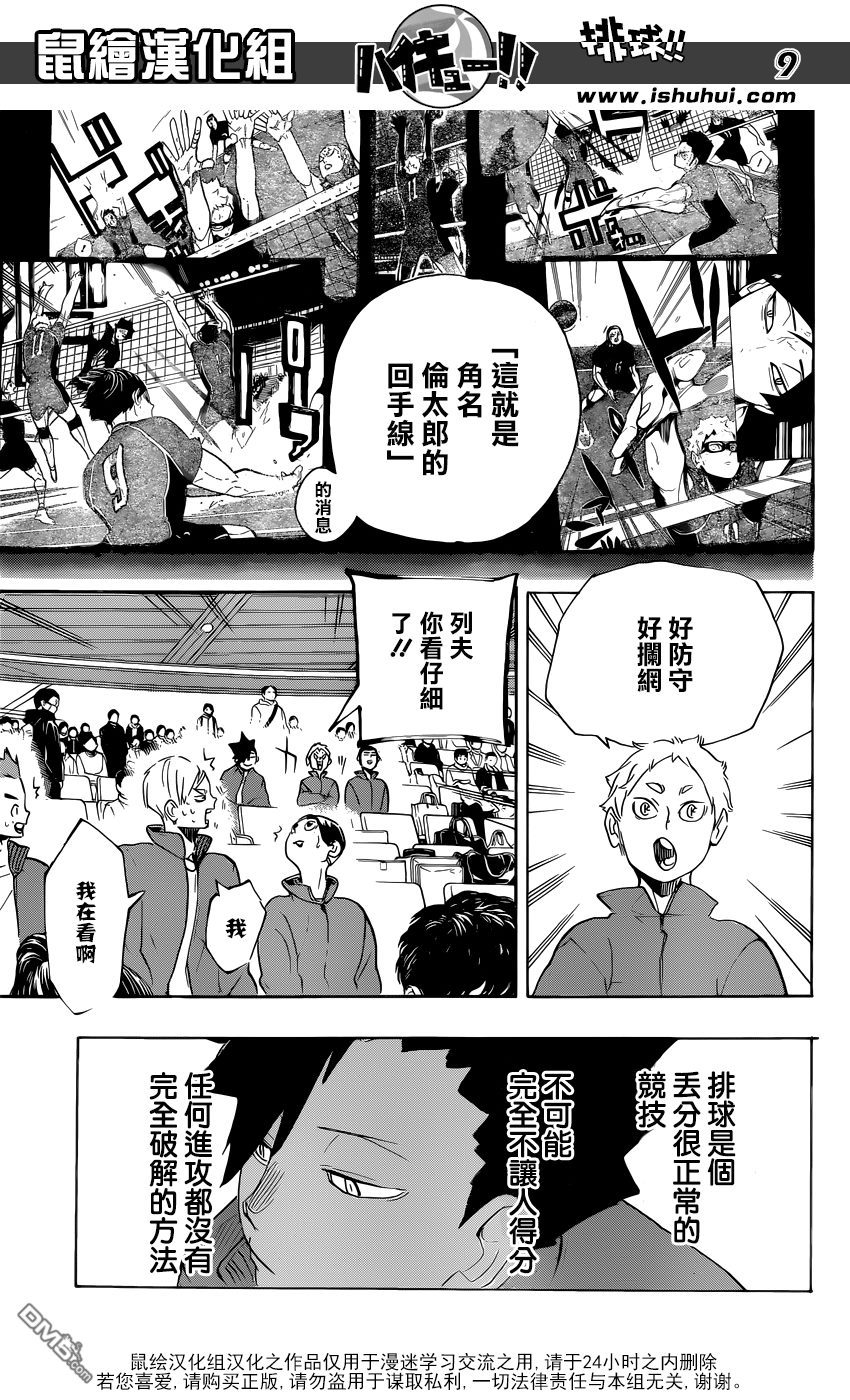 鼠繪漢化組
ハイキュー!!
排球!!
9
www.ishuhui.com
「這就是
角名
倫太郎的
回手線」
的消息
好防守
好攔網
列夫
你看仔細
了!!
我
我在看啊
排球是個
丟分很正常的
競技
不可能
完全不讓人得分
任何進攻都沒有
完全破解的方法
DMB.com
鼠绘汉化组汉化之作品仅用于漫迷学习交流之用,请于24小时之内删除
若您喜爱,请购买正版,请勿盗用于谋取私利,一切法律责任与本组无关,谢谢。